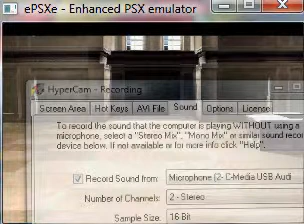 ePSXe - Enhanced PSX emulator
HyperCam - Recording
Screen Area Hot Keys AVI File Sound Options License
To record the sound that the computer is playing WITHOUT using a
microphone, select a "Stereo Mix", "Mono Mix" or similar sound recor
device below. If not available or for more info click "Help".
Record Sound from: Microphone (2- C-Media USB Audi
Number of Channels: 2 - Stereo
Sample Size: 16 Bit